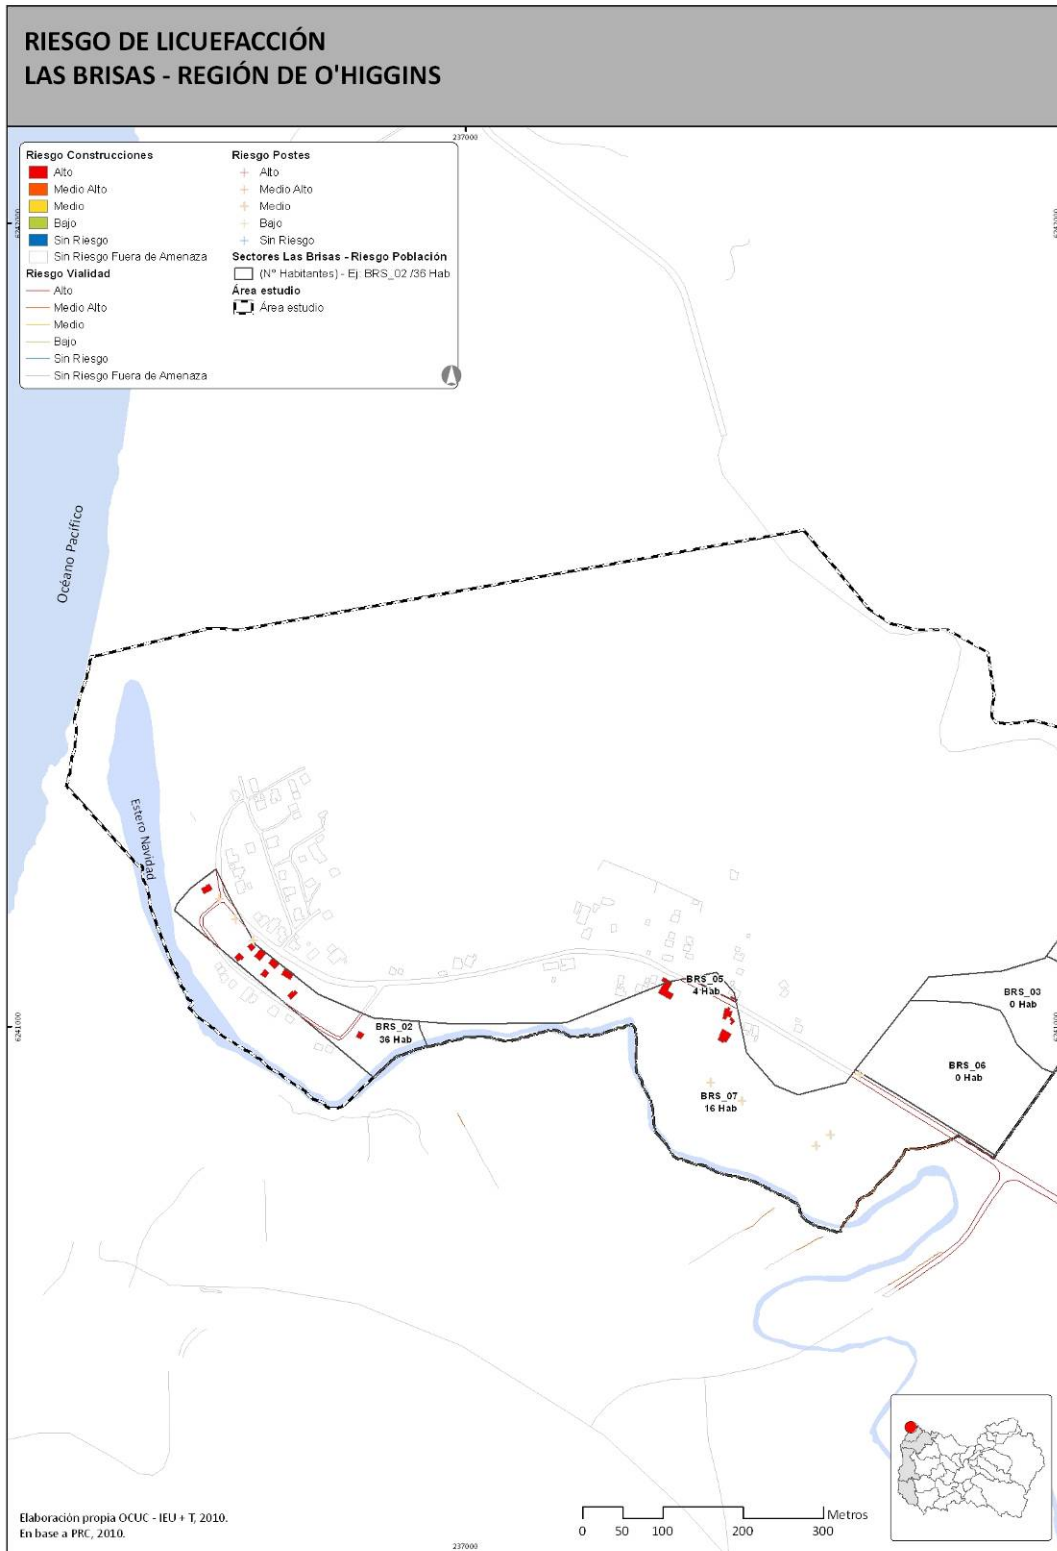 RIESGO DE LICUEFACCIÓN
LAS BRISAS - REGIÓN DE O'HIGGINS
237000
Riesgo Construcciones
Alto
Medio Alto
Medio
Bajo
Sin Riesgo
Sin Riesgo Fuera de Amenaza
Riesgo Vialidad
Alto
Medio Alto
Medio
Bajo
Sin Riesgo
Sin Riesgo Fuera de Amenaza
Riesgo Postes
Alto
Medio Alto
Medio
Bajo
Sin Riesgo
Sectores Las Brisas - Riesgo Población
(N° Habitantes) - Ej: BRS_02 /36 Hab
Área estudio
Área estudio
6242000
6242000
Océano Pacífico
Estero Navidad
BRS_05
4 Hab
BRS_03
0 Hab
BRS_02
36 Hab
6241000
6241000
BRS_06
0 Hab
BRS_07
16 Hab
Elaboración propia OCUC - IEU + T, 2010.
En base a PRC, 2010.
0 50 100 200 300 Metros
237000